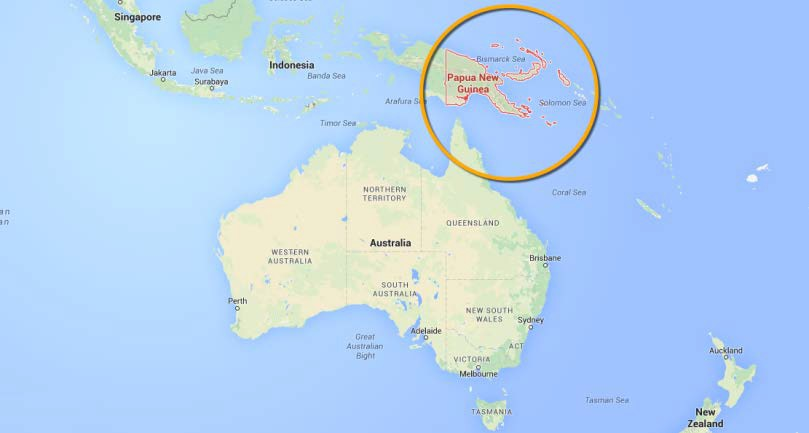 Singapore
Bismarck Sea
Papua New
Guinea
Indonesia
Java Sea
Jakarta
Surabaya
Banda Sea
Arafura Sea
Solomon Sea
Timor Sea
Coral Sea
NORTHERN
TERRITORY
QUEENSLAND
Australia
WESTERN
AUSTRALIA
Brisbane
SOUTH
AUSTRALIA
Perth
NEW SOUTH
WALES
Sydney
Adelaide
Great
Australian
Bight
ACT
VICTORIA
Melbourne
Auckland
Tasman Sea
TASMANIA
New
Zealand